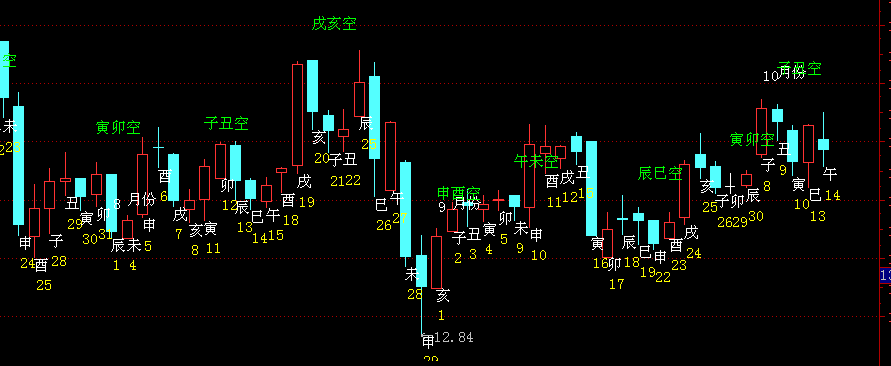 空
未
申
24
酉
25
子
28
丑
29
寅
30
卯
31
寅卯空
8月份
辰
1
未
4
申
5
酉
6
戌
7
亥
8
寅
11
子丑空
卯
12
辰
13
巳
14
午
15
酉
18
戌
19
戌亥空
亥
20
子
21
丑
22
辰
25
巳
26
午
未
28
申
29
12.84
亥
1
申酉空
9月份
子
2
丑
3
寅
4
卯
5
未
9
申
10
午未空
酉
11
戌
12
丑
寅
16
卯
17
辰
18
巳
19
申
22
酉
23
戌
24
辰巳空
亥
25
子
26
卯
29
辰
30
寅卯空
10月份
子
8
丑
9
寅
10
巳
13
午
14
子丑空
13